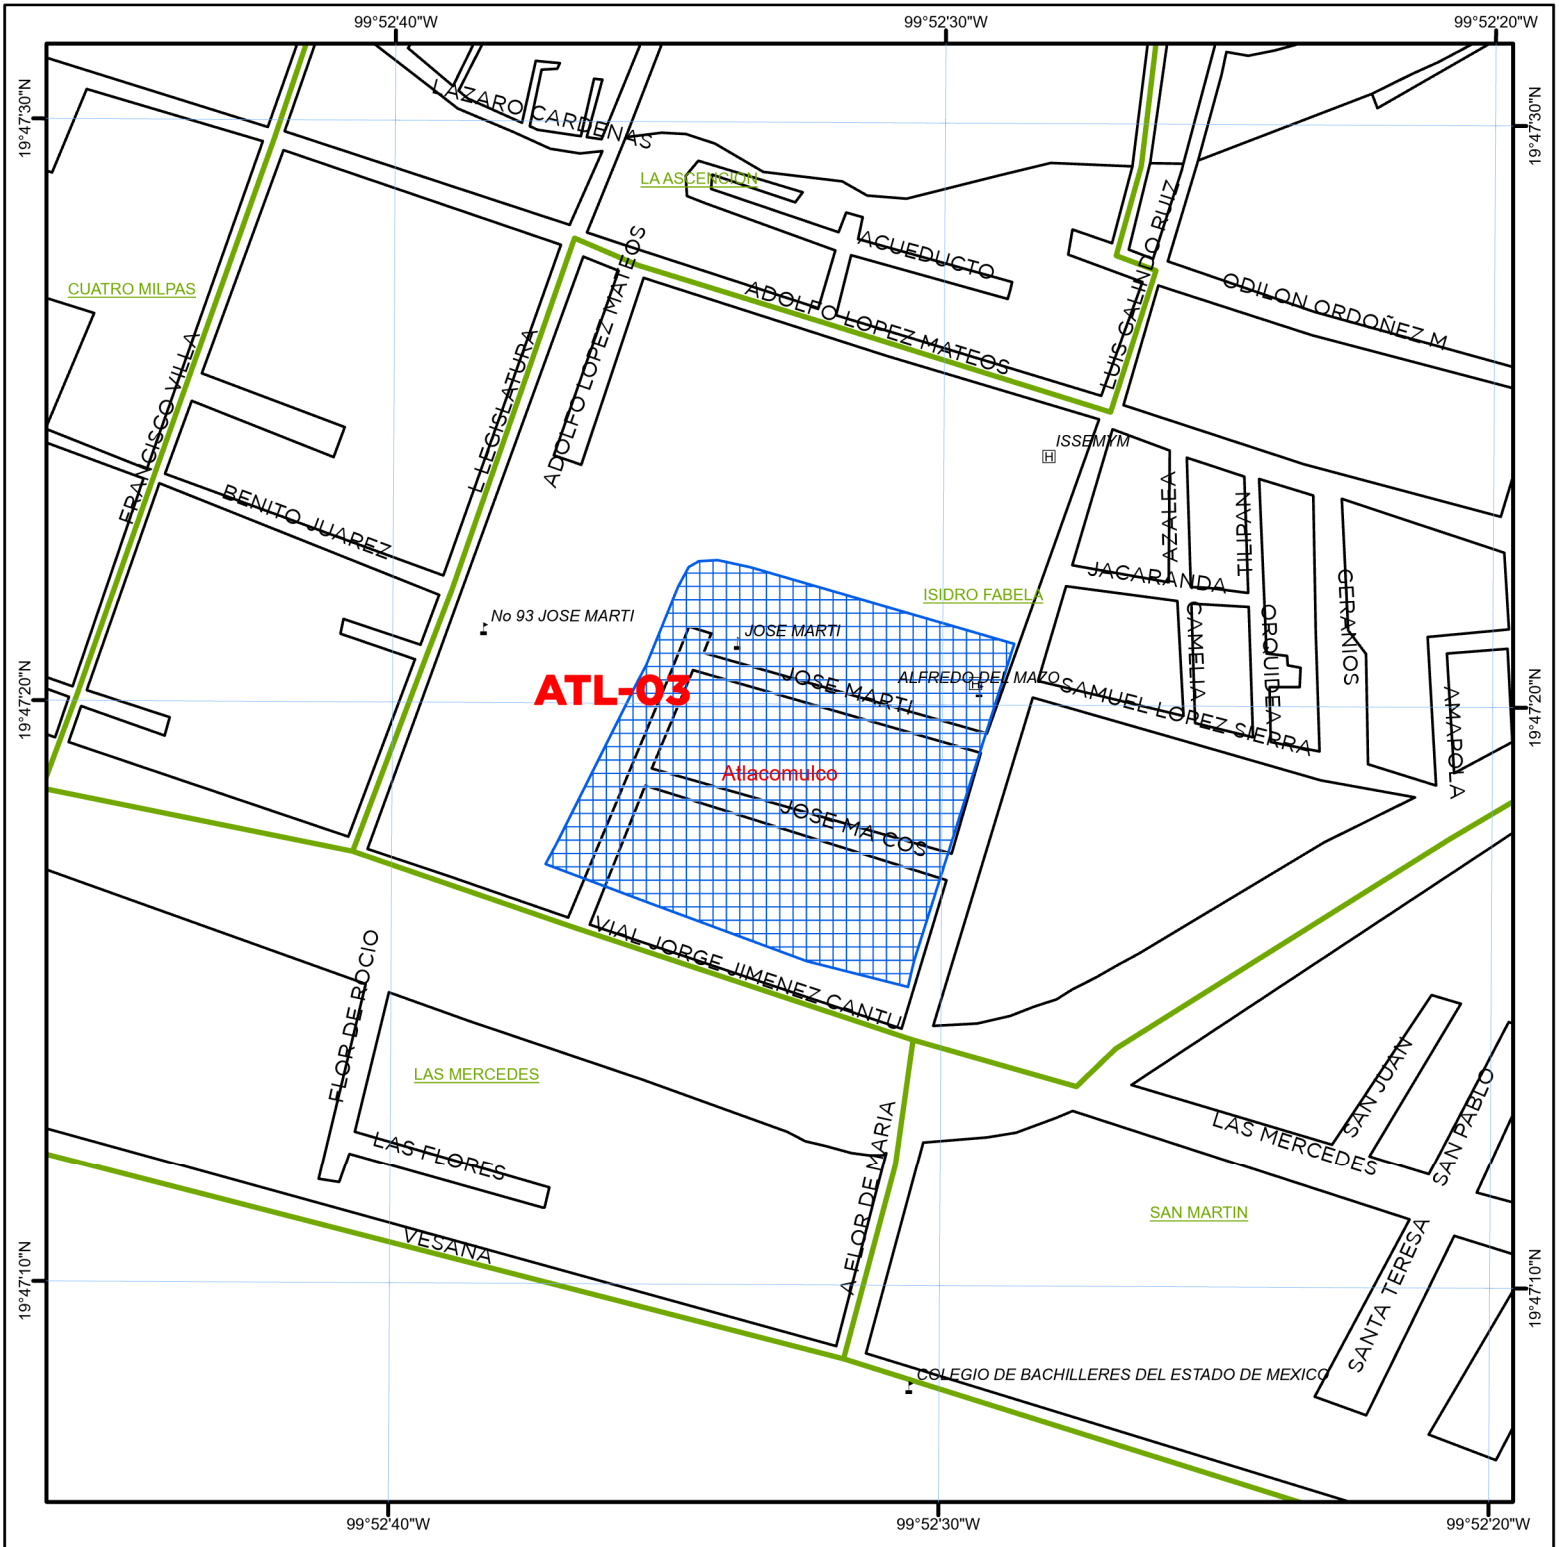 99°52'40"W
99°52'30"W
99°52'20"W
19°47'30"N
19°47'30"N
LAZARO CARDENAS
LA ASCENCION
ACUEDUCTO
LUIS GALINDO RUIZ
CUATRO MILPAS
ADOLFO LOPEZ MATEOS
ADOLFO LOPEZ MATEOS
ODILON ORDOÑEZ M
FRANCISCO VILLA
L LEGISLATURA
ISSEMYM
H
BENITO JUAREZ
AZALEA
TILIPAN
JACARANDA
GERANIOS
ISIDRO FABELA
No 93 JOSE MARTI
JOSE MARTI
CAMELIA
ORQUIDEA
ALFREDO DEL MAZO
H
JOSE MARTI
SAMUEL LOPEZ SIERRA
AMAPOLA
ATL-03
19°47'20"N
19°47'20"N
Atlacomulco
JOSE MA COS
VIAL JORGE JIMENEZ CANTU
FLOR DE ROCIO
LAS MERCEDES
SAN JUAN
SAN PABLO
LAS MERCEDES
LAS FLORES
A FLOR DE MARIA
SAN MARTIN
VESANA
SANTA TERESA
19°47'10"N
19°47'10"N
COLEGIO DE BACHILLERES DEL ESTADO DE MEXICO
99°52'40"W
99°52'30"W
99°52'20"W